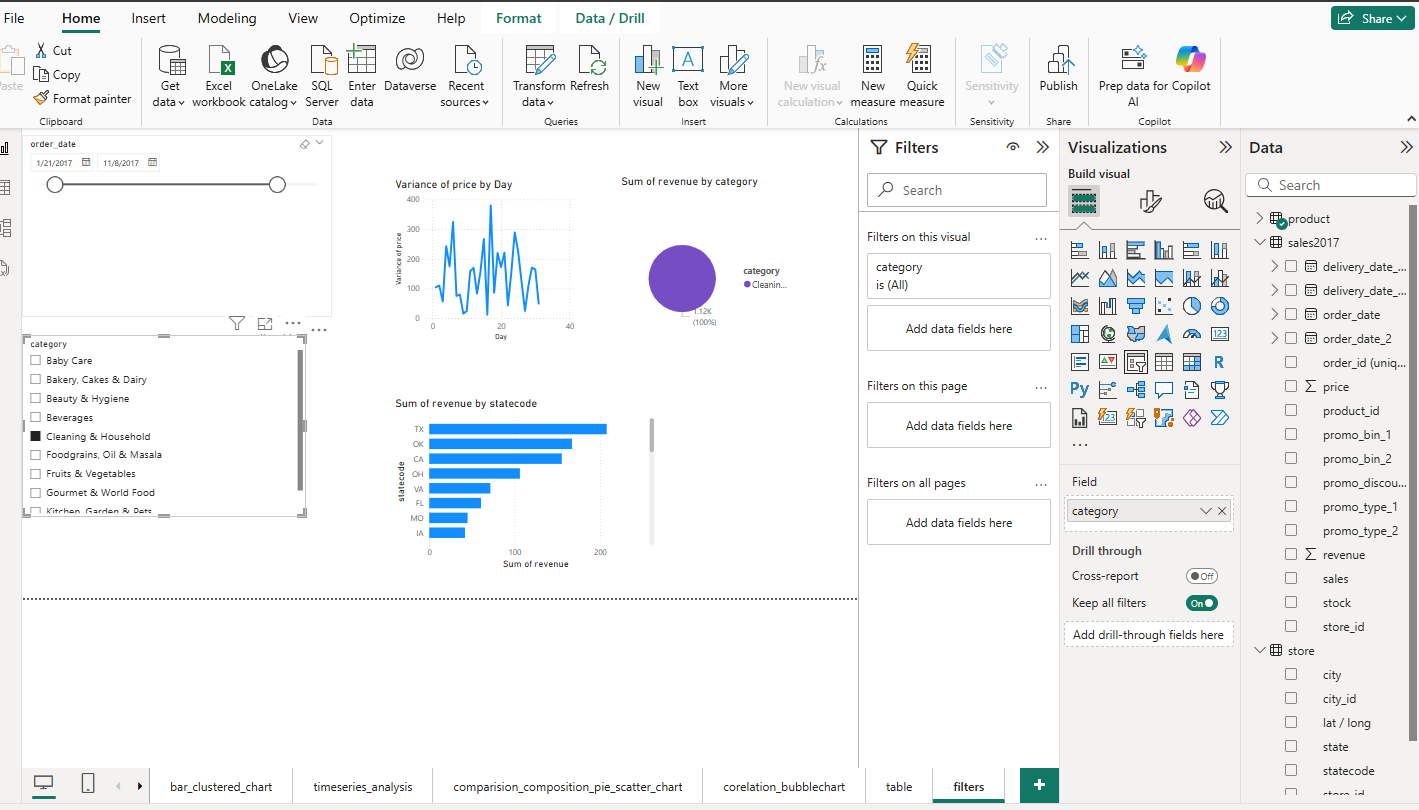 File Home Insert Modeling View Optimize Help Format Data / Drill Share
Paste
Cut
Copy
Format painter
Clipboard
Get data
Excel workbook
OneLake catalog
SQL Server
Enter data
Dataverse
Recent sources
Data
Transform data
Refresh
Queries
New visual
Text box
More visuals
Insert
New visual calculation
New measure
Quick measure
Calculations
Sensitivity
Sensitivity
Publish
Share
Prep data for AI
Copilot
Copilot
order_date
1/21/2017 11/8/2017
category
Baby Care
Bakery, Cakes & Dairy
Beauty & Hygiene
Beverages
Cleaning & Household
Foodgrains, Oil & Masala
Fruits & Vegetables
Gourmet & World Food
Kitchen, Garden & Pets
Variance of price by Day
Variance of price
400
300
200
100
0
0 20 40
Day
Sum of revenue by category
category
Cleanin...
1.12K
(100%)
Sum of revenue by statecode
statecode
TX
OK
CA
OH
VA
FL
MO
IA
0 100 200
Sum of revenue
Filters
Search
Filters on this visual ...
category
is (All)
Add data fields here
Filters on this page ...
Add data fields here
Filters on all pages ...
Add data fields here
Visualizations
Build visual
123
R
Py
123
...
Field
category
Drill through
Cross-report Off
Keep all filters On
Add drill-through fields here
Data
Search
product
sales2017
delivery_date_...
delivery_date_...
order_date
order_date_2
order_id (uniq...
Σ price
product_id
promo_bin_1
promo_bin_2
promo_discou...
promo_type_1
promo_type_2
Σ revenue
sales
stock
store_id
store
city
city_id
lat / long
state
statecode
store_id
bar_clustered_chart timeseries_analysis comparision_composition_pie_scatter_chart corelation_bubblechart table filters +